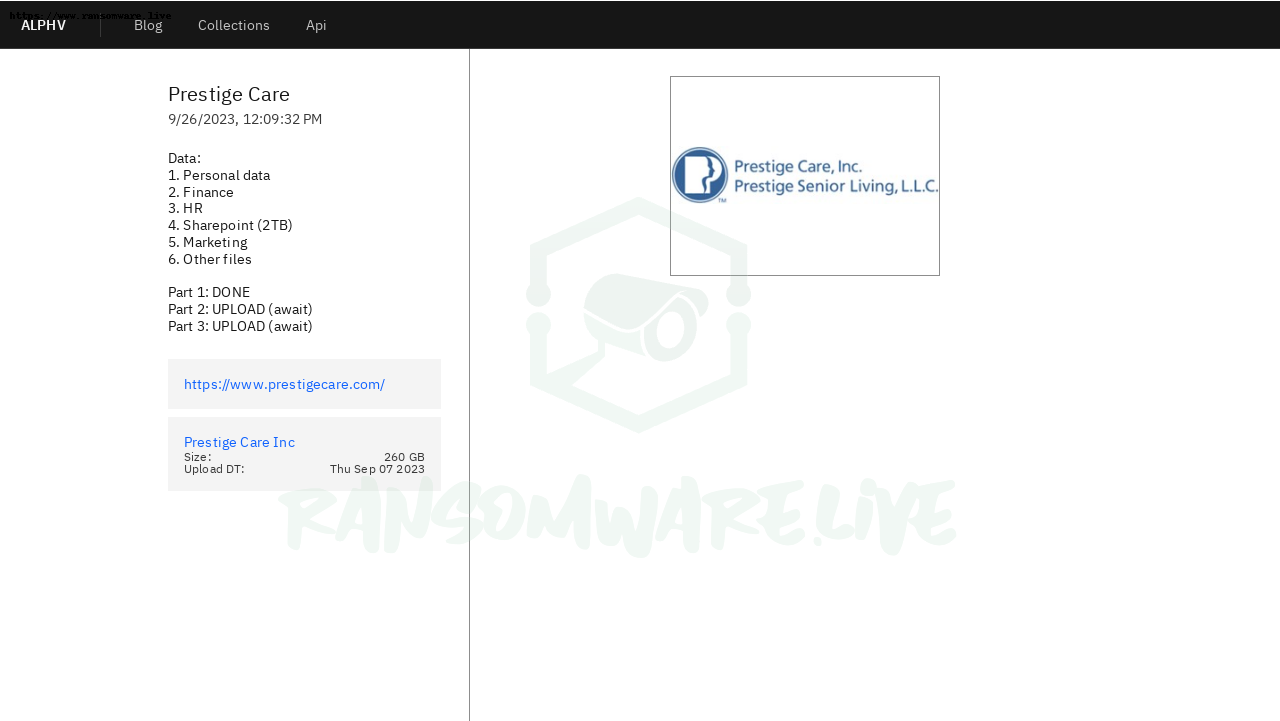 https://www.ransomware.live
ALPHV
Blog
Collections
Api
Prestige Care
9/26/2023, 12:09:32 PM
Data:
1. Personal data
2. Finance
3. HR
4. Sharepoint (2TB)
5. Marketing
6. Other files
Part 1: DONE
Part 2: UPLOAD (await)
Part 3: UPLOAD (await)
https://www.prestigecare.com/
Prestige Care Inc
Size: 260 GB
Upload DT: Thu Sep 07 2023
Prestige Care, Inc.
Prestige Senior Living, L.L.C.
TM
RANSOMWARE.LIVE